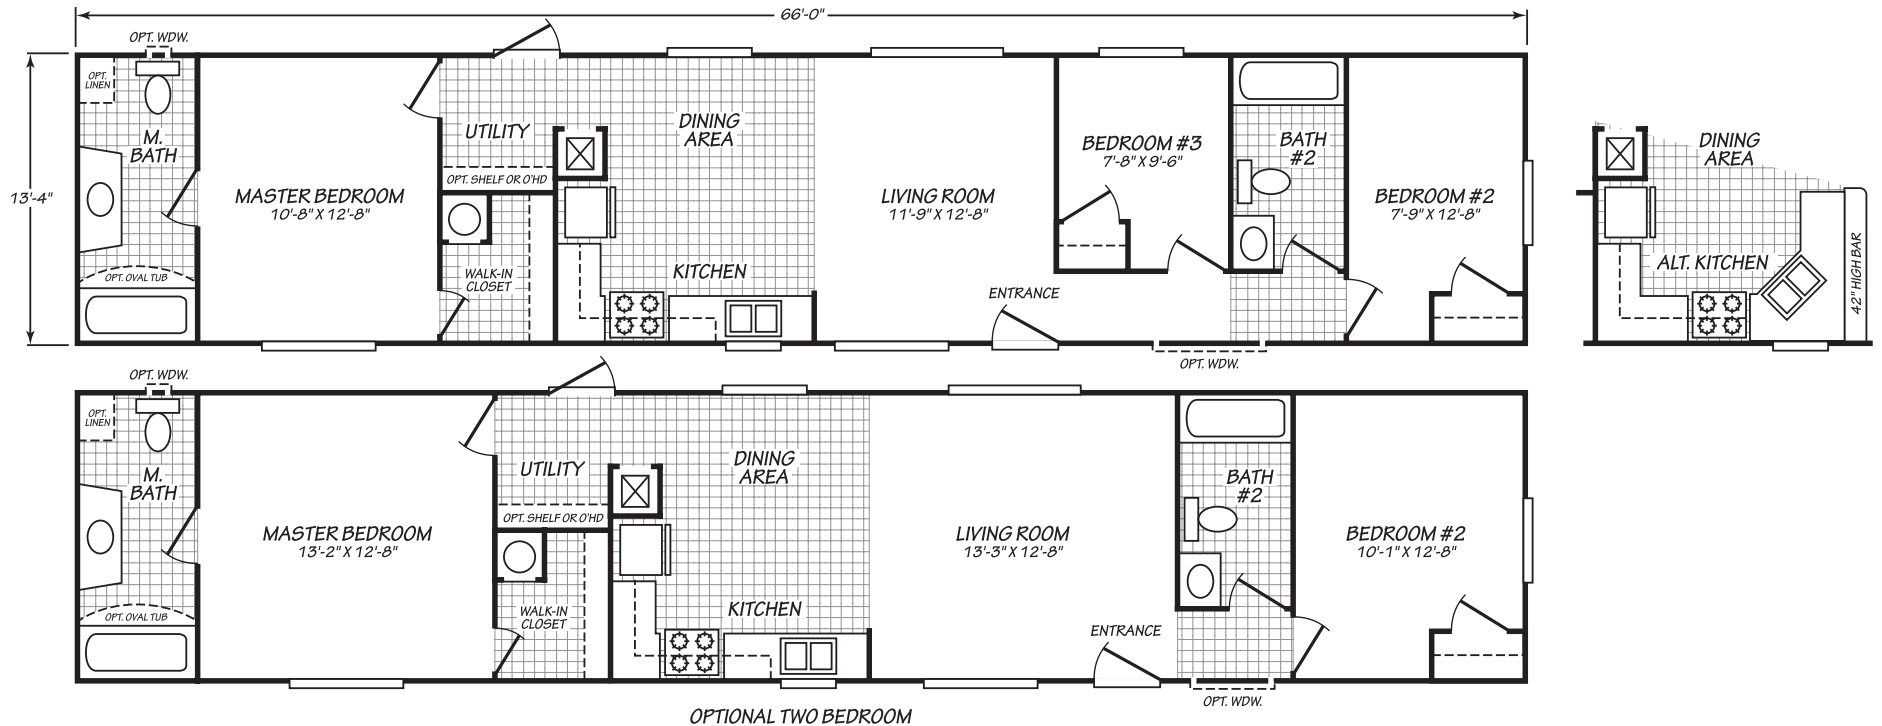 66'-0"
OPT. WDW.
13'-4"
OPT.
LINEN
M.
BATH
OPT. OVAL TUB
MASTER BEDROOM
10'-8" X 12'-8"
UTILITY
OPT. SHELF OR O'HD
WALK-IN
CLOSET
DINING
AREA
KITCHEN
LIVING ROOM
11'-9" X 12'-8"
ENTRANCE
BEDROOM #3
7'-8" X 9'-6"
BATH
#2
BEDROOM #2
7'-9" X 12'-8"
OPT. WDW.
DINING
AREA
ALT. KITCHEN
42" HIGH BAR
OPT. WDW.
OPT.
LINEN
M.
BATH
OPT. OVAL TUB
MASTER BEDROOM
13'-2" X 12'-8"
UTILITY
OPT. SHELF OR O'HD
WALK-IN
CLOSET
DINING
AREA
KITCHEN
LIVING ROOM
13'-3" X 12'-8"
ENTRANCE
BATH
#2
BEDROOM #2
10'-1" X 12'-8"
OPT. WDW.
OPTIONAL TWO BEDROOM